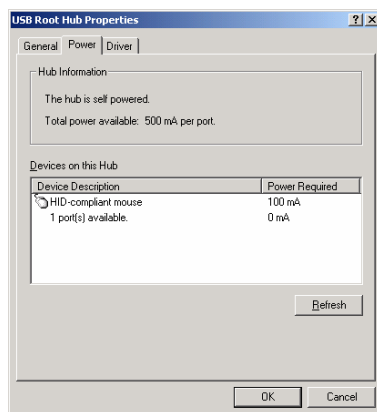 USB Root Hub Properties
General Power Driver
Hub Information
The hub is self powered.
Total power available: 500 mA per port.
Devices on this Hub
Device Description Power Required
HID-compliant mouse 100 mA
1 port(s) available. 0 mA
Refresh
OK Cancel